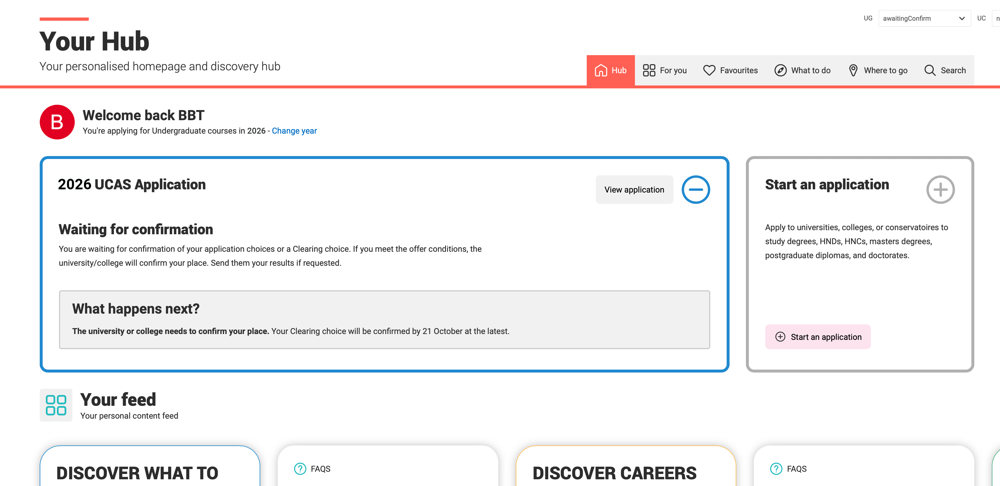 UG awaitingConfirm UC
Your Hub
Your personalised homepage and discovery hub
Hub For you Favourites What to do Where to go Search
B
Welcome back BBT
You're applying for Undergraduate courses in 2026 - Change year
2026 UCAS Application
View application
Waiting for confirmation
You are waiting for confirmation of your application choices or a Clearing choice. If you meet the offer conditions, the
university/college will confirm your place. Send them your results if requested.
What happens next?
The university or college needs to confirm your place. Your Clearing choice will be confirmed by 21 October at the latest.
Start an application
Apply to universities, colleges, or conservatoires to
study degrees, HNDs, HNCs, masters degrees,
postgraduate diplomas, and doctorates.
Start an application
Your feed
Your personal content feed
DISCOVER WHAT TO
FAQS
DISCOVER CAREERS
FAQS